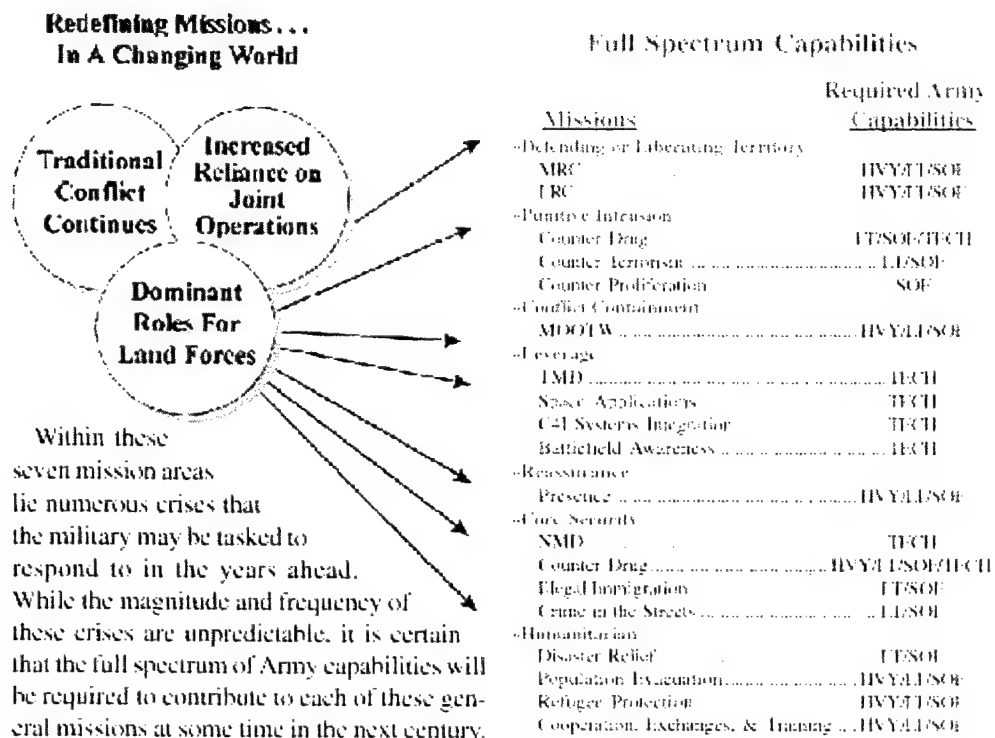 Redefining Missions . . .
In A Changing World
Traditional
Conflict
Continues
Increased
Reliance on
Joint
Operations
Dominant
Roles For
Land Forces
Within these
seven mission areas
lie numerous crises that
the military may be tasked to
respond to in the years ahead.
While the magnitude and frequency of
these crises are unpredictable, it is certain
that the full spectrum of Army capabilities will
be required to contribute to each of these gen-
eral missions at some time in the next century.
Full Spectrum Capabilities
Required Army
Missions Capabilities
•Defending or Liberating Territory
MRC HVY/LT/SOF
LRC HVY/LT/SOF
•Punitive Intrusion
Counter Drug LT/SOF/TECH
Counter Terrorism LT/SOF
Counter Proliferation SOF
•Conflict Containment
MOOTW HVY/LT/SOF
•Leverage
TMD TECH
Space Applications TECH
C4I Systems Integration TECH
Battlefield Awareness TECH
•Reassurance
Presence HVY/LT/SOF
•Core Security
NMD TECH
Counter Drug HVY/LT/SOF/TECH
Illegal Immigration LT/SOF
Crime in the Streets LT/SOF
•Humanitarian
Disaster Relief LT/SOF
Population Evacuation HVY/LT/SOF
Refugee Protection HVY/LT/SOF
Cooperation, Exchanges, & Training HVY/LT/SOF